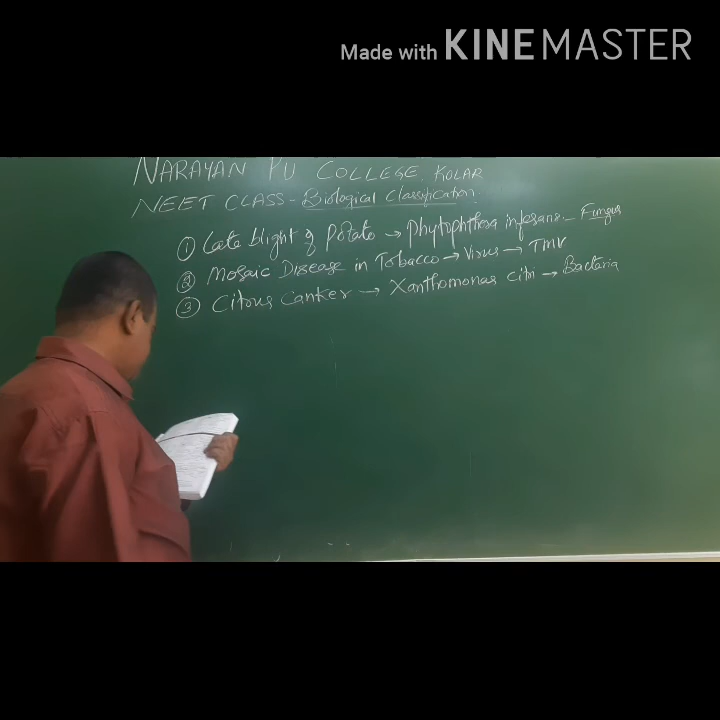 Made with KINEMASTER
NARAYAN PU COLLEGE KOLAR
NEET CLASS - Biological Classification
① Late blight of Potato → Phytophthora infesans - Fungus
② Mosaic Disease in Tobacco → Virus → TMV
③ Citrus Canker → Xanthomonas Citri → Bacteria